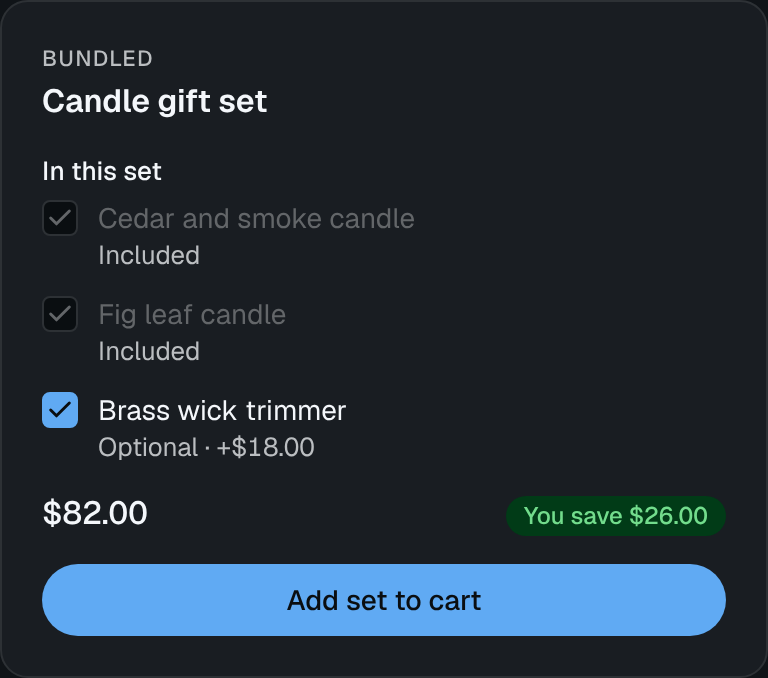 BUNDLED
Candle gift set
In this set
Cedar and smoke candle
Included
Fig leaf candle
Included
Brass wick trimmer
Optional · +$18.00
$82.00
You save $26.00
Add set to cart